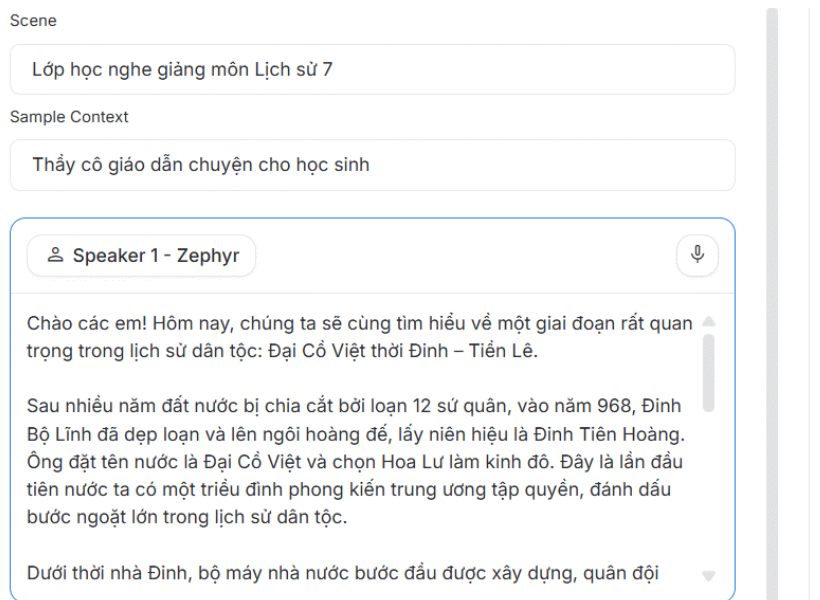 Scene
Lớp học nghe giảng môn Lịch sử 7
Sample Context
Thầy cô giáo dẫn chuyện cho học sinh
Speaker 1 - Zephyr
Chào các em! Hôm nay, chúng ta sẽ cùng tìm hiểu về một giai đoạn rất quan
trọng trong lịch sử dân tộc: Đại Cồ Việt thời Đinh – Tiền Lê.
Sau nhiều năm đất nước bị chia cắt bởi loạn 12 sứ quân, vào năm 968, Đinh
Bộ Lĩnh đã dẹp loạn và lên ngôi hoàng đế, lấy niên hiệu là Đinh Tiên Hoàng.
Ông đặt tên nước là Đại Cồ Việt và chọn Hoa Lư làm kinh đô. Đây là lần đầu
tiên nước ta có một triều đình phong kiến trung ương tập quyền, đánh dấu
bước ngoặt lớn trong lịch sử dân tộc.
Dưới thời nhà Đinh, bộ máy nhà nước bước đầu được xây dựng, quân đội